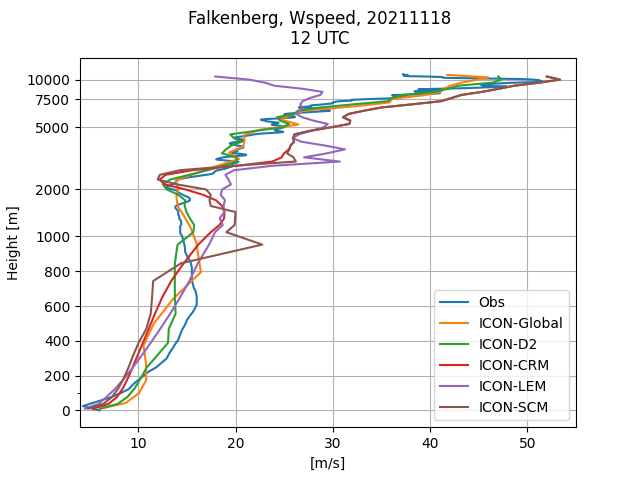 Falkenberg, Wspeed, 20211118
12 UTC
Height [m]
10000
7500
5000
2000
1000
800
600
400
200
0
10
20
30
40
50
[m/s]
Obs
ICON-Global
ICON-D2
ICON-CRM
ICON-LEM
ICON-SCM